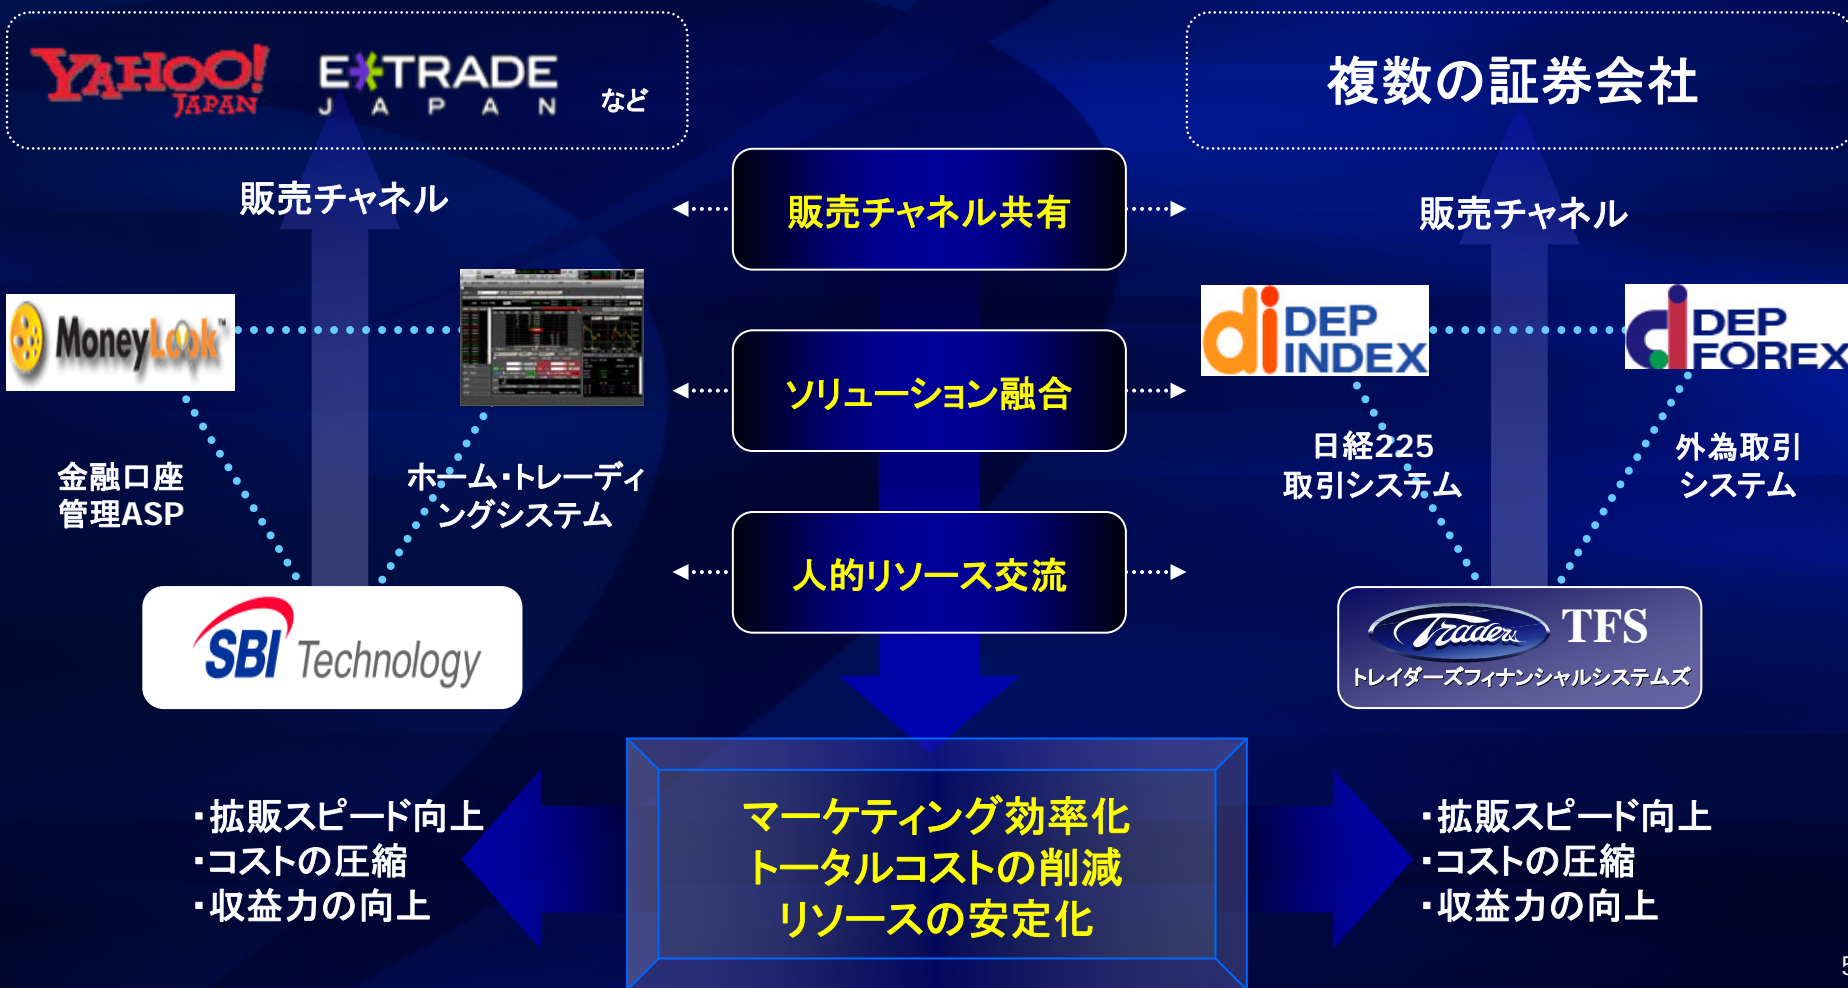 YAHOO!
JAPAN
E*TRADE
JAPAN
など
複数の証券会社
販売チャネル
販売チャネル共有
販売チャネル
MoneyLook™
DEP
INDEX
DEP
FOREX
ソリューション融合
金融口座
管理ASP
ホーム・トレーディ
ングシステム
日経225
取引システム
外為取引
システム
人的リソース交流
SBI Technology
Traders TFS
トレイダーズフィナンシャルシステムズ
・拡販スピード向上
・コストの圧縮
・収益力の向上
マーケティング効率化
トータルコストの削減
リソースの安定化
・拡販スピード向上
・コストの圧縮
・収益力の向上
5